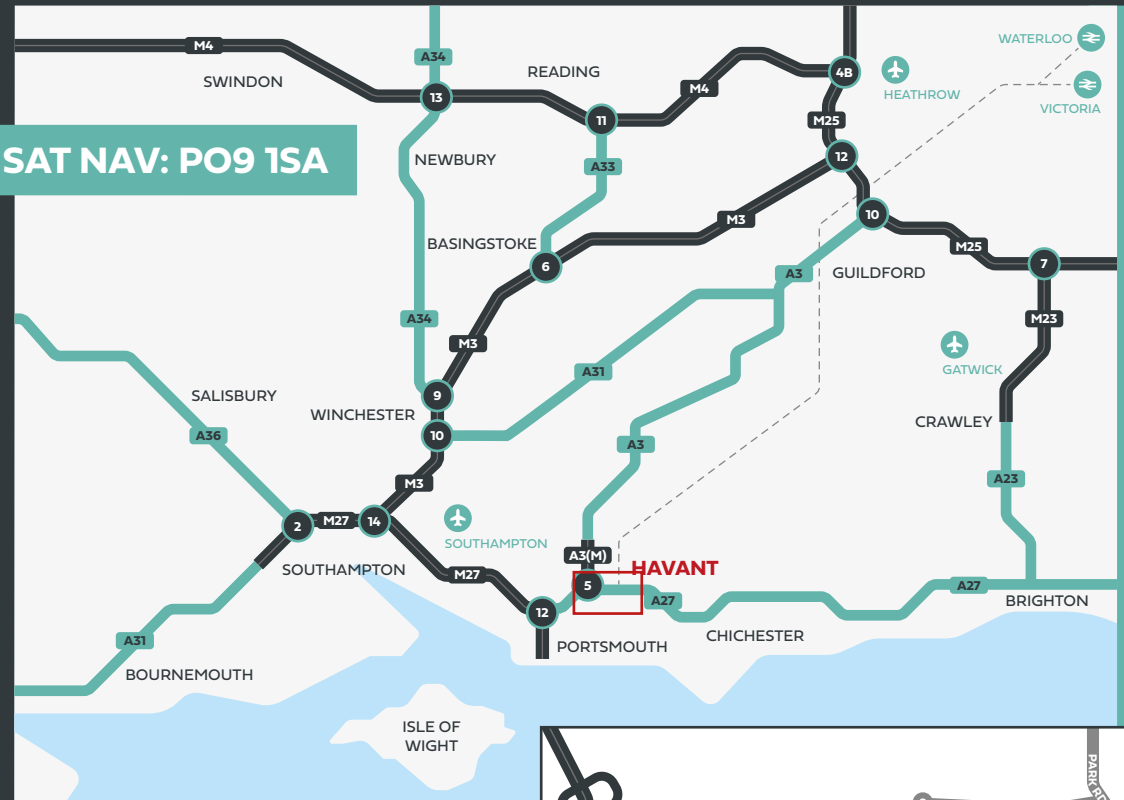 WATERLOO
M4
A34
READING
4B
SWINDON
M4
HEATHROW
VICTORIA
13
11
M25
SAT NAV: PO9 1SA
NEWBURY
A33
12
M3
10
BASINGSTOKE
M25
6
A3
GUILDFORD
7
A34
M23
M3
GATWICK
A31
SALISBURY
9
WINCHESTER
CRAWLEY
A36
10
A3
M3
A23
2
M27
14
SOUTHAMPTON
A3(M)
SOUTHAMPTON
M27
HAVANT
5
A27
A27
BRIGHTON
12
A31
PORTSMOUTH
CHICHESTER
BOURNEMOUTH
ISLE OF
WIGHT
PARK